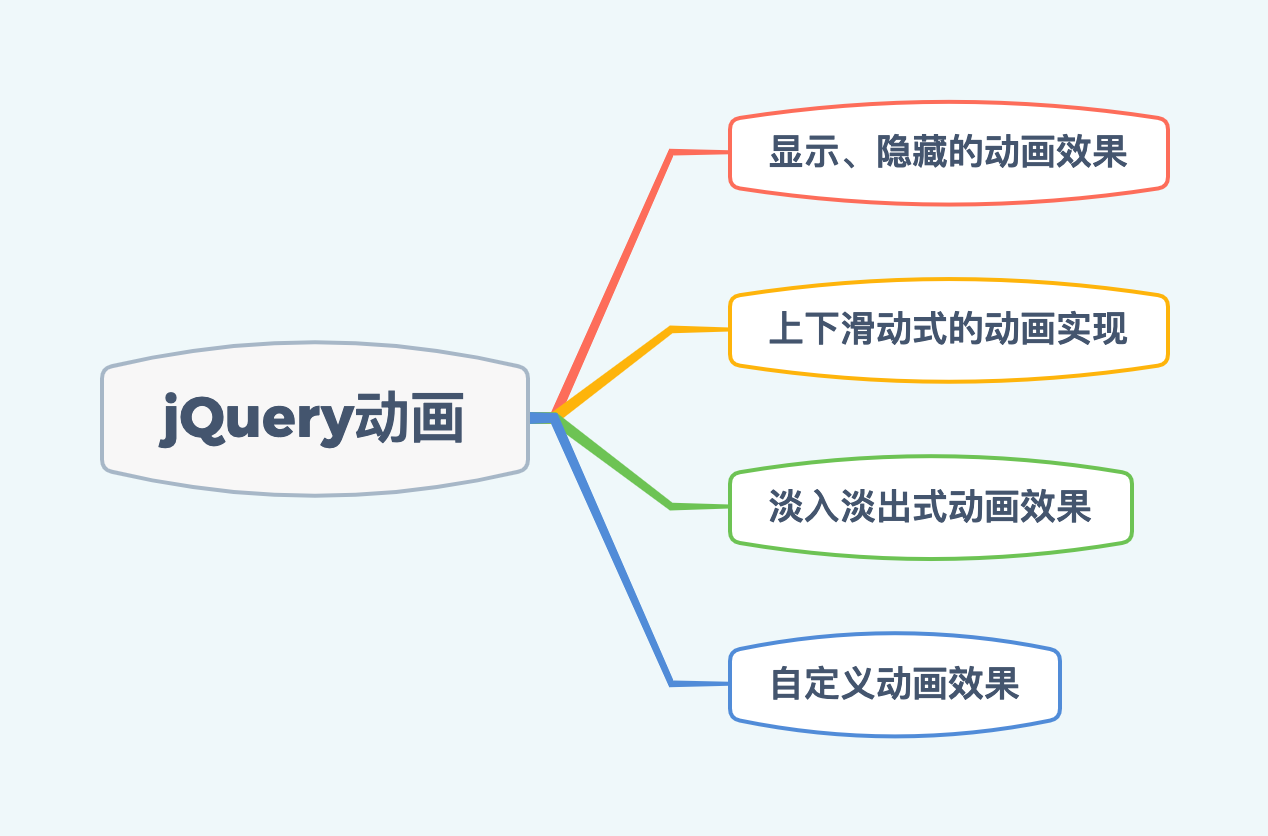 jQuery动画
显示、隐藏的动画效果
上下滑动式的动画实现
淡入淡出式动画效果
自定义动画效果